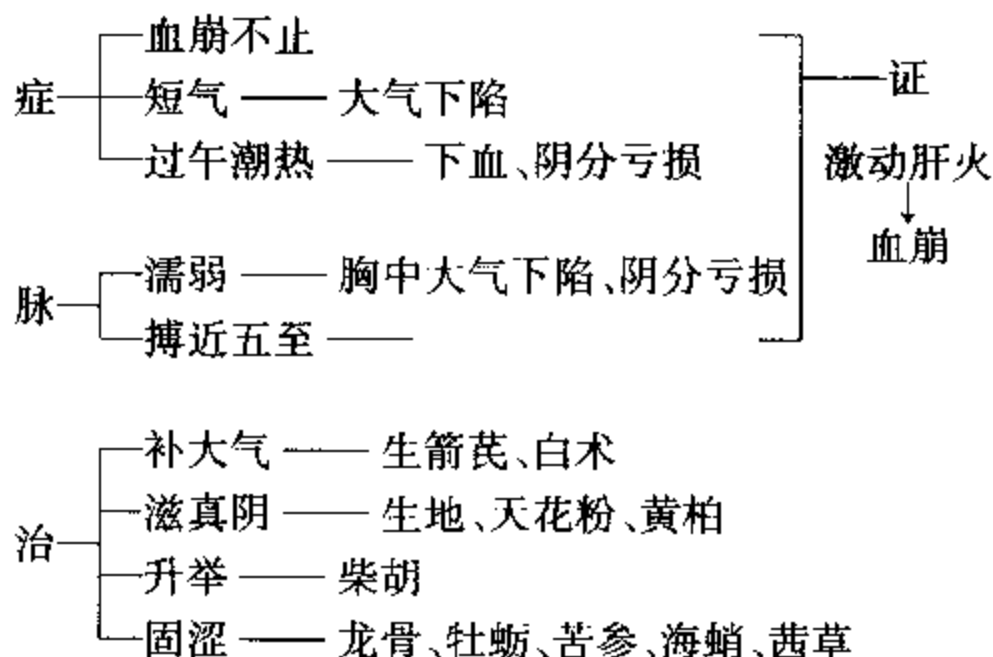 血崩不止
症 短气 大气下陷 证
过午潮热 下血、阴分亏损 激动肝火
血崩
濡弱 胸中大气下陷、阴分亏损
脉
搏近五至
补大气 生箭芪、白术
滋真阴 生地、天花粉、黄柏
治
升举 柴胡
固涩 龙骨、牡蛎、苦参、海蛸、茜草